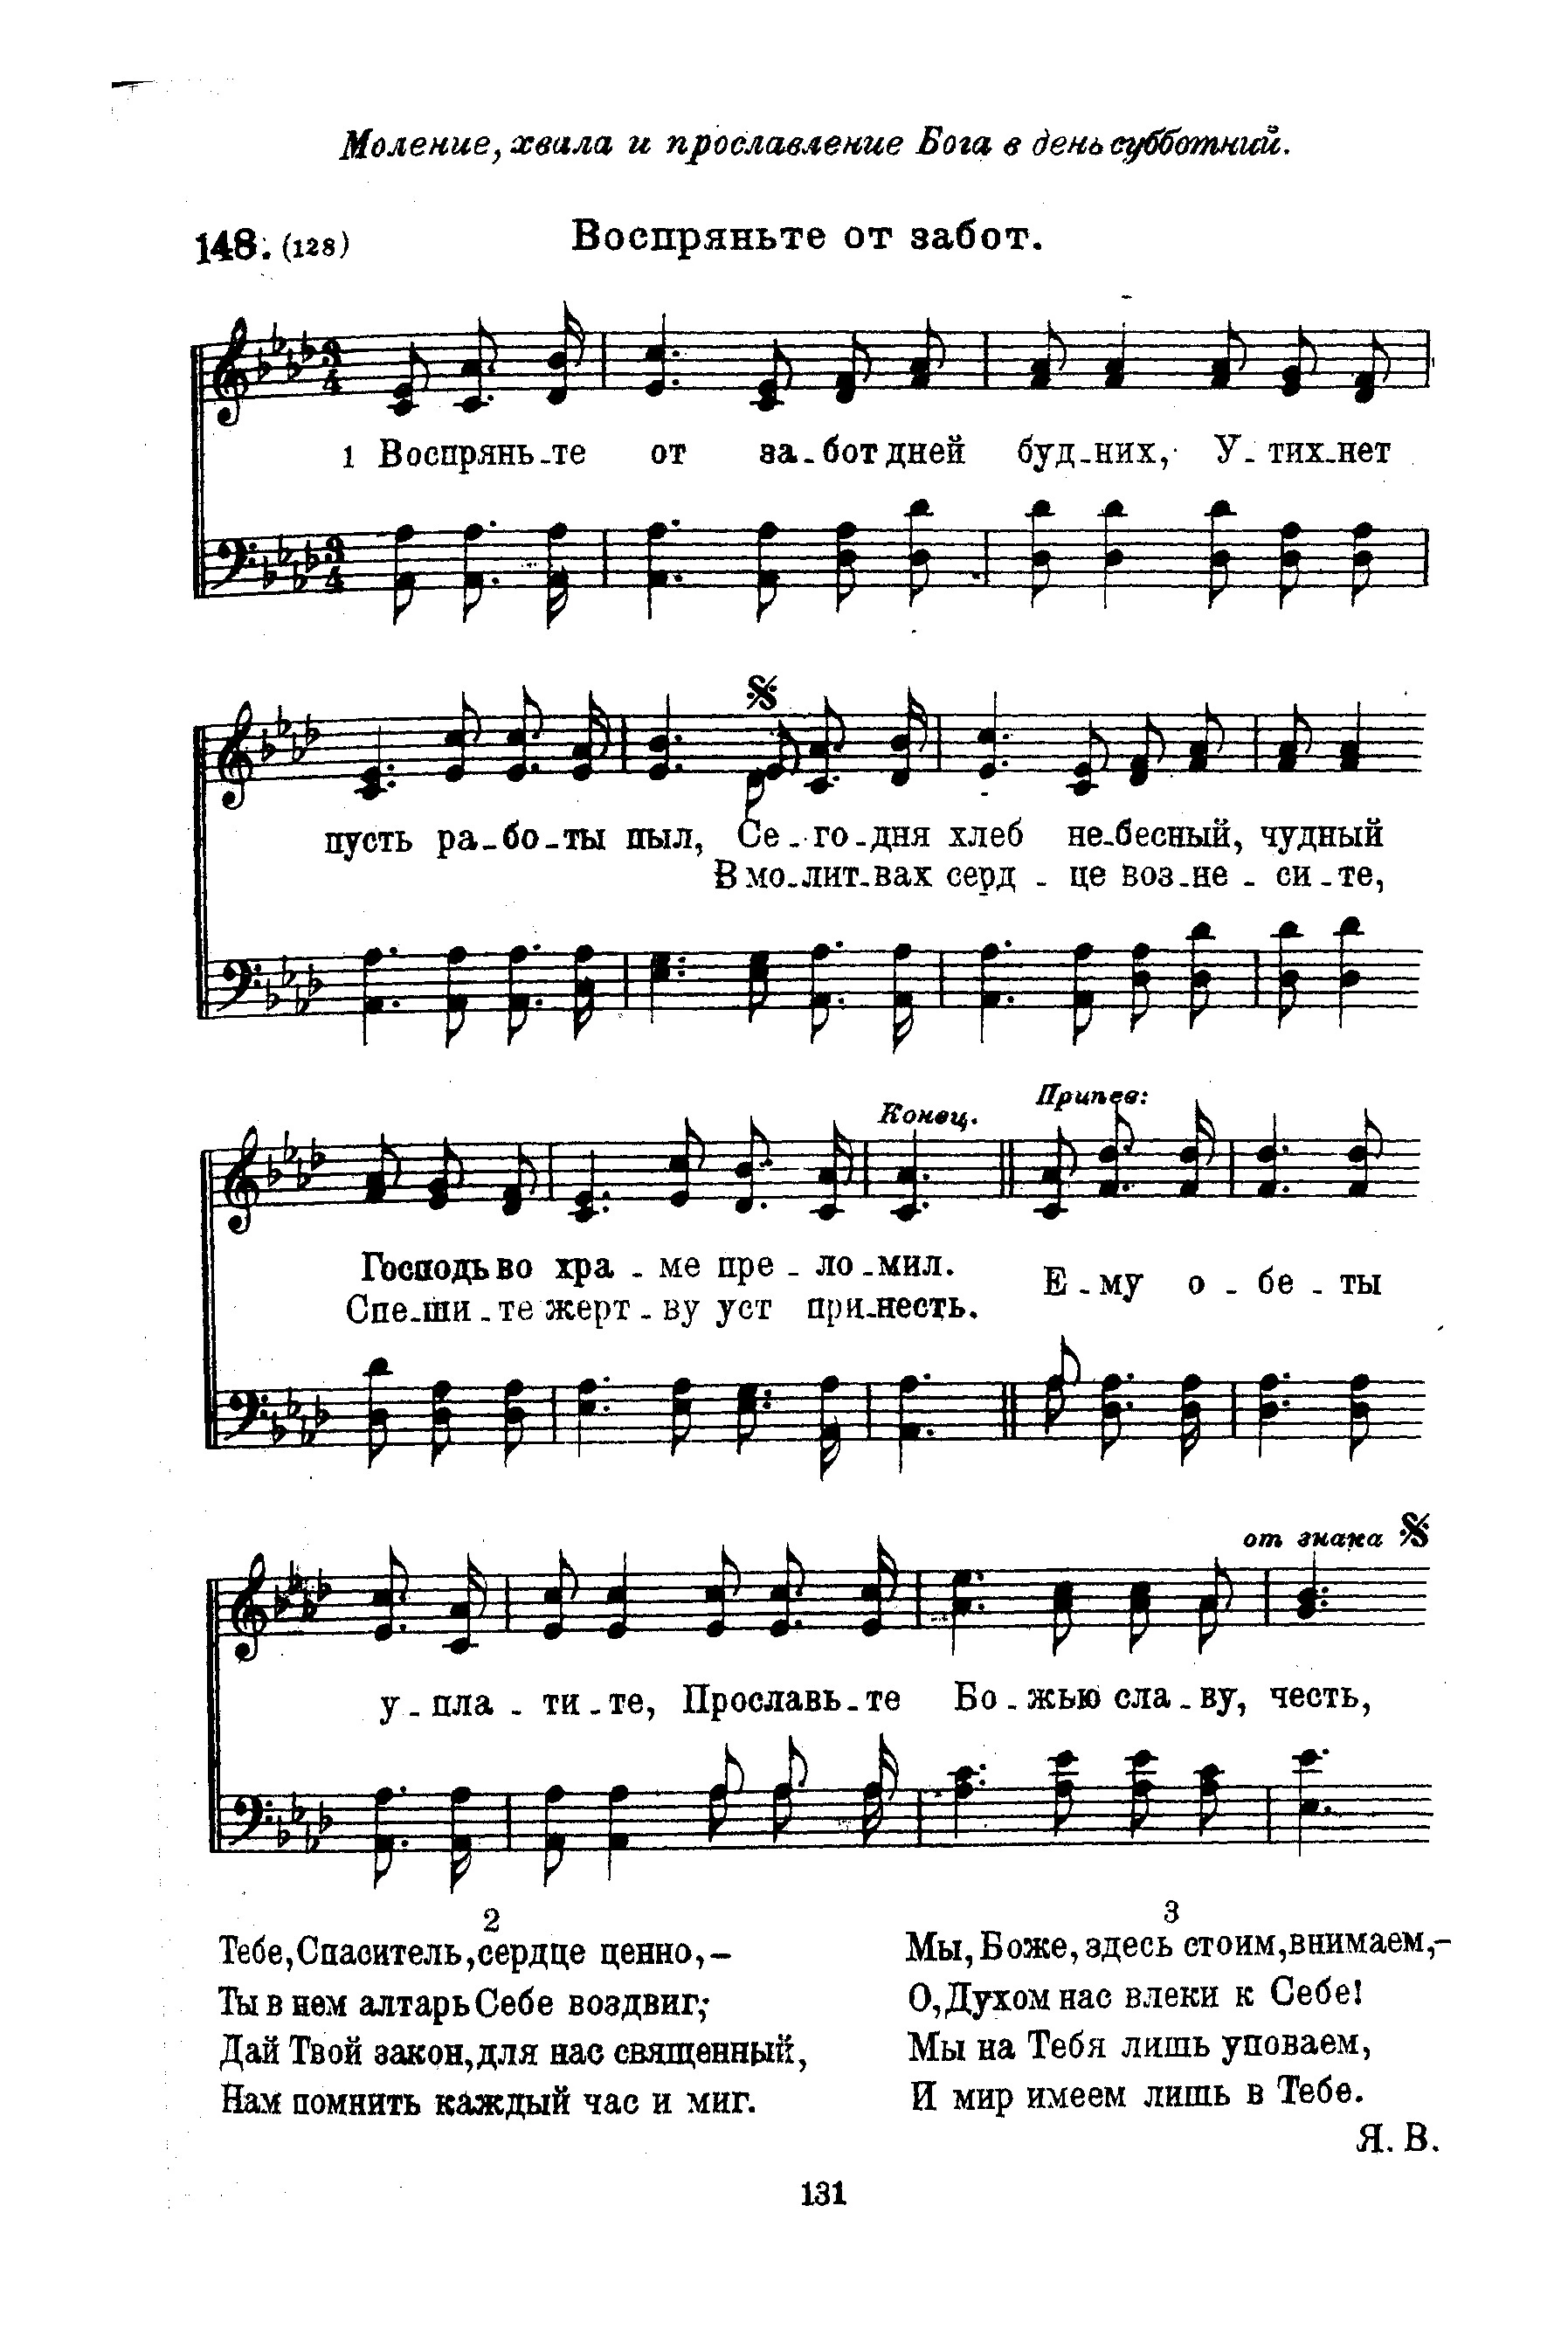 Моление, хвала и прославление Бога в день субботний.
148. (128)
Воспряньте от забот.
1 Воспрянь-те от за-бот дней буд-них, У-тих-нет
пусть ра-бо-ты пыл, Се-го-дня хлеб не-бесный, чудный
В мо-лит-вах серд-це воз-не-си-те,
Конец.
Припев:
Господь во хра-ме пре-ло-мил. Е-му о-бе-ты
Спе-ши-те жерт-ву уст при-несть.
от знака
у-пла-ти-те, Прославь-те Бо-жью сла-ву, честь,
2
Тебе, Спаситель, сердце ценно,–
Ты в нем алтарь Себе воздвиг;
Дай Твой закон, для нас священный,
Нам помнить каждый час и миг.
3
Мы, Боже, здесь стоим, внимаем,–
О, Духом нас влеки к Себе!
Мы на Тебя лишь уповаем,
И мир имеем лишь в Тебе.
Я. В.
131